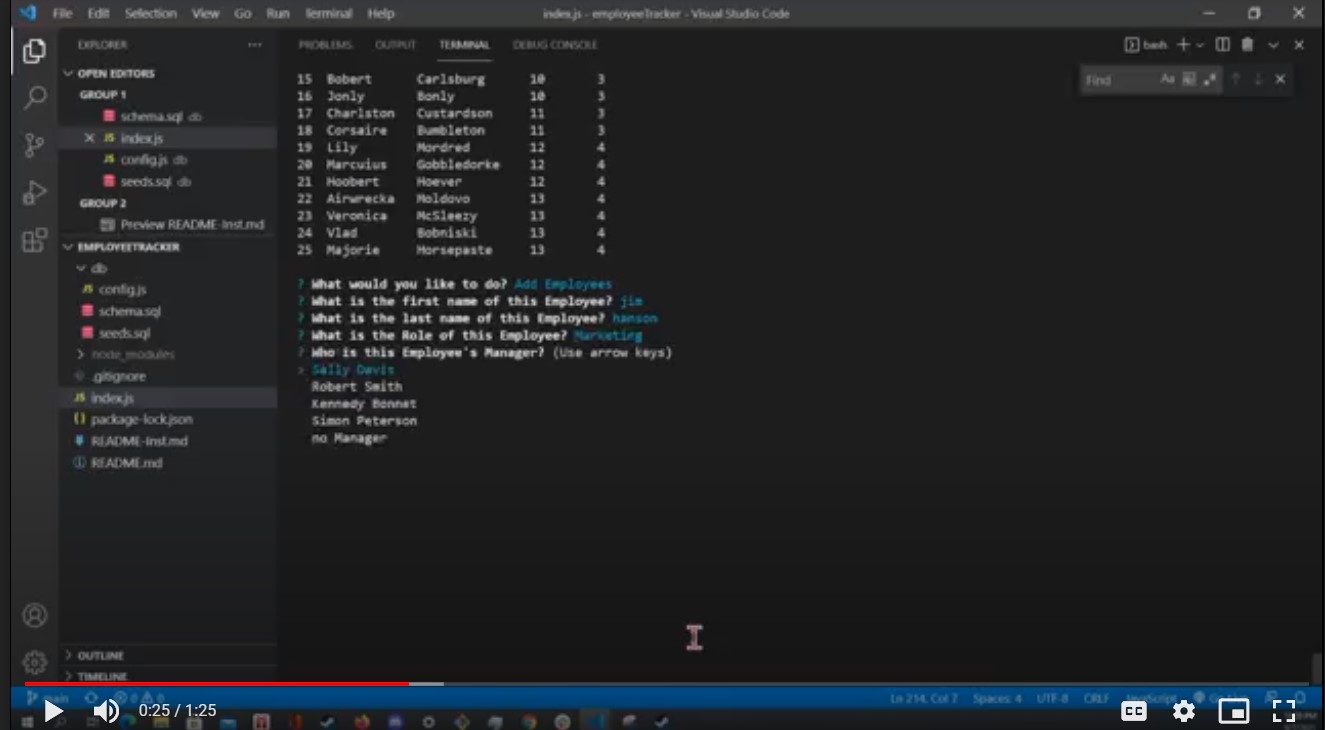 File Edit Selection View Go Run Terminal Help
index.js - employeeTracker - Visual Studio Code
EXPLORER
OPEN EDITORS
GROUP 1
schema.sql db
index.js
config.js db
seeds.sql db
GROUP 2
Preview README-Inst.md
EMPLOYEETRACKER
db
config.js
schema.sql
seeds.sql
node_modules
.gitignore
index.js
package-lock.json
README-Inst.md
README.md
OUTLINE
TIMELINE
PROBLEMS OUTPUT TERMINAL DEBUG CONSOLE
bash
Find Aa
15 Bobert Carlsburg 10 3
16 Jonly Bonly 10 3
17 Charlston Custardson 11 3
18 Corsaire Bumbleton 11 3
19 Lily Mordred 12 4
20 Marcuius Gobbledorke 12 4
21 Hoobert Hoever 12 4
22 Airwrecka Moldovo 13 4
23 Veronica McSleezy 13 4
24 Vlad Bobniski 13 4
25 Majorie Horsepaste 13 4
? What would you like to do? Add Employees
? What is the first name of this Employee? jim
? What is the last name of this Employee? hanson
? What is the Role of this Employee? Marketing
? Who is this Employee's Manager? (Use arrow keys)
> Sally Davis
Robert Smith
Kennedy Bonnet
Simon Peterson
no Manager
main 0 0 Ln 214, Col 7 Spaces: 4 UTF-8 CRLF JavaScript Go Live
0:25 / 1:25
CC